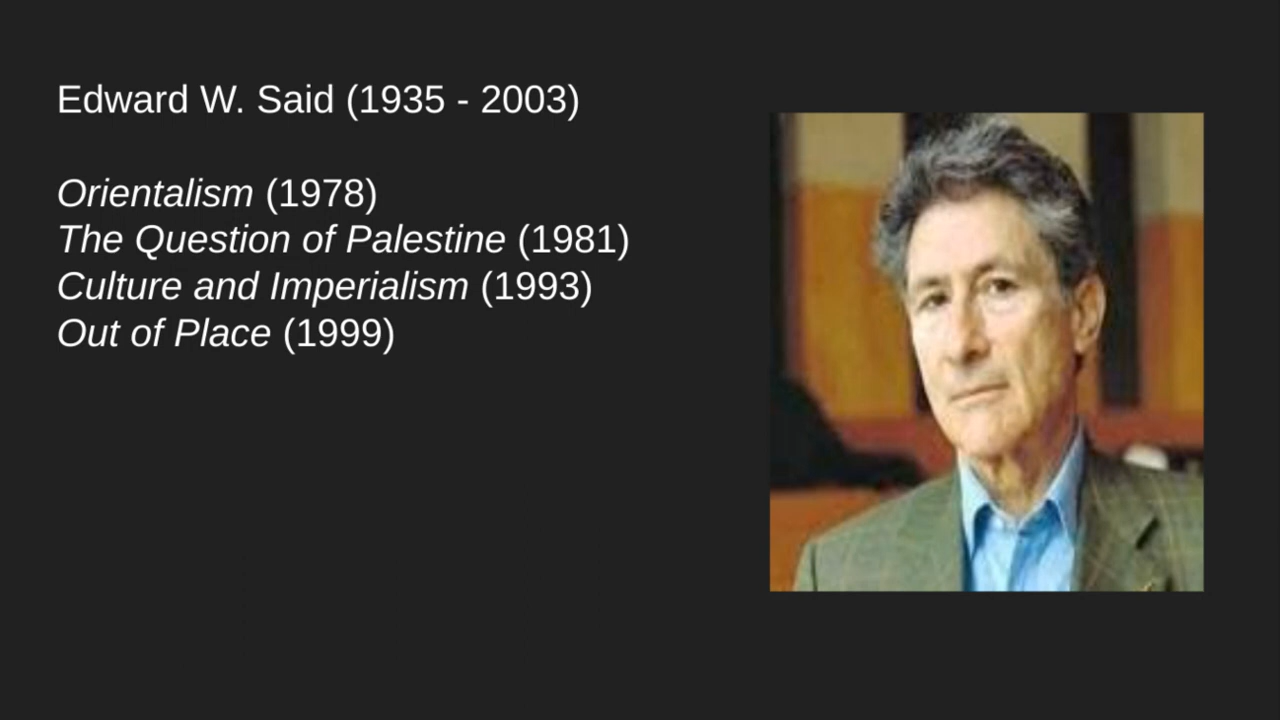 Edward W. Said (1935 - 2003)
Orientalism (1978)
The Question of Palestine (1981)
Culture and Imperialism (1993)
Out of Place (1999)